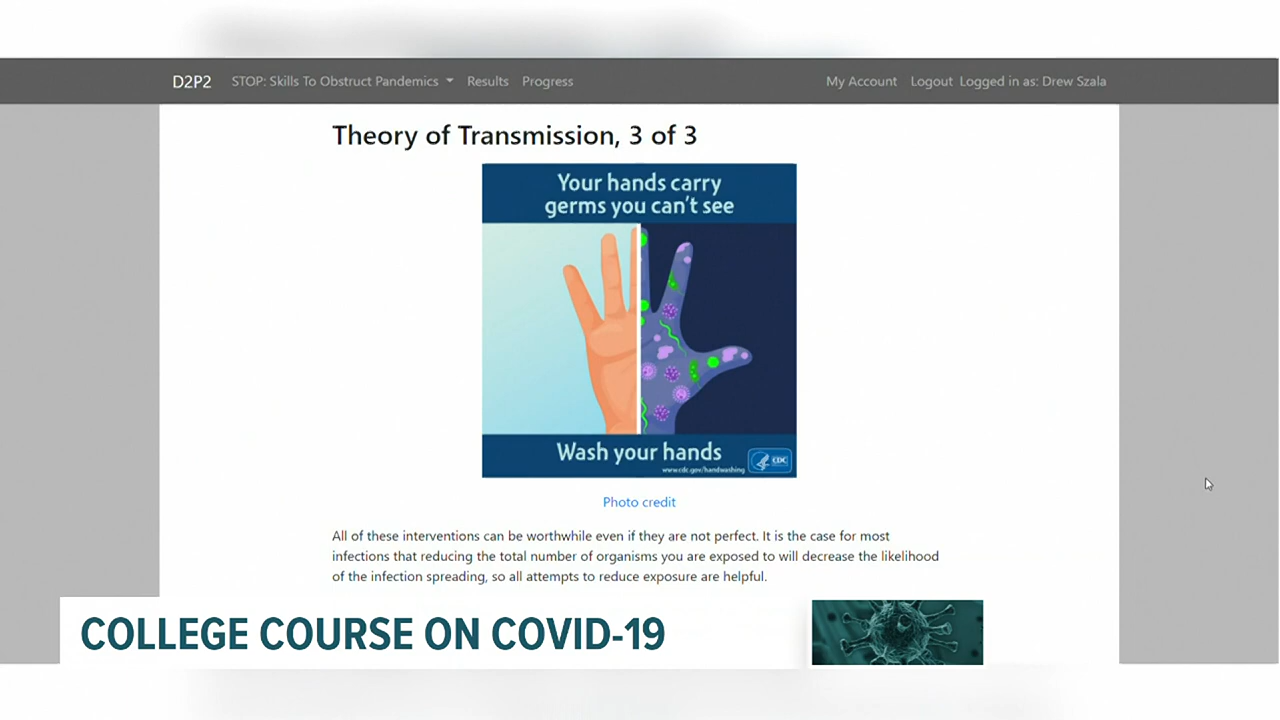 D2P2 STOP: Skills To Obstruct Pandemics Results Progress My Account Logout Logged in as: Drew Szala
Theory of Transmission, 3 of 3
Your hands carry
germs you can't see
Wash your hands
www.cdc.gov/handwashing
CDC
Photo credit
All of these interventions can be worthwhile even if they are not perfect. It is the case for most
infections that reducing the total number of organisms you are exposed to will decrease the likelihood
of the infection spreading, so all attempts to reduce exposure are helpful.
COLLEGE COURSE ON COVID-19